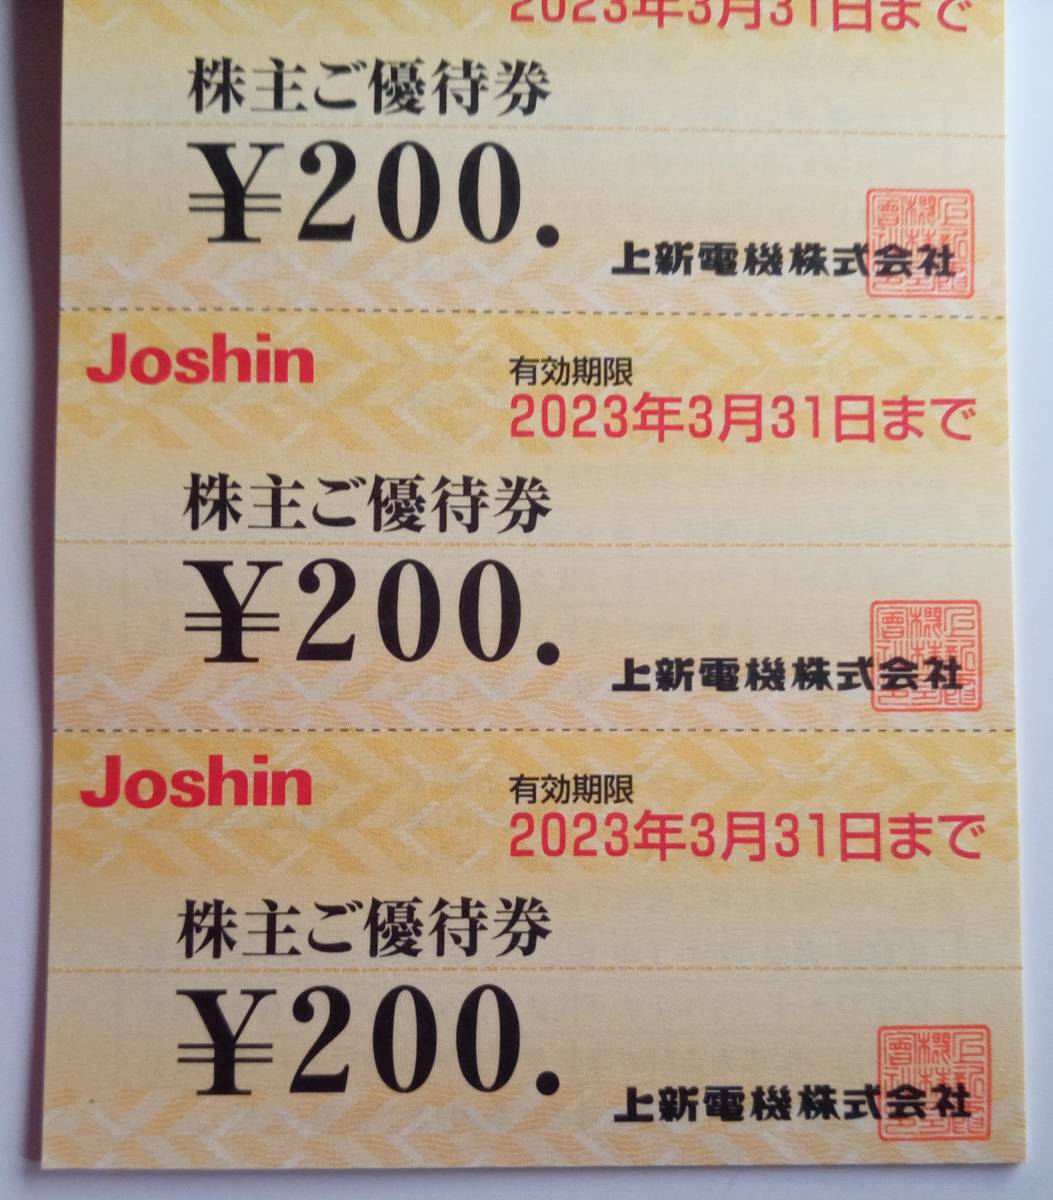 2023年3月31日まで
株主ご優待券
¥200.
上新電機株式会社
Joshin
有効期限
2023年3月31日まで
株主ご優待券
¥200.
上新電機株式会社
Joshin
有効期限
2023年3月31日まで
株主ご優待券
¥200.
上新電機株式会社